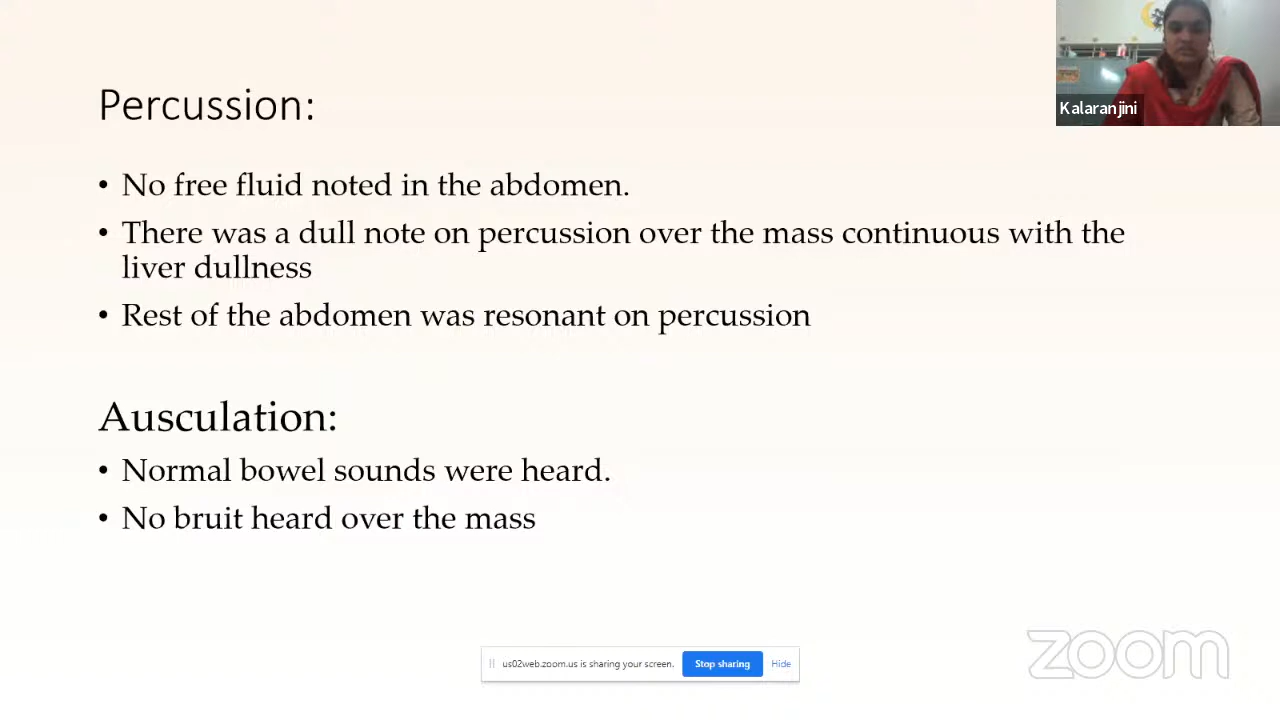 Kalaranjini
Percussion:
• No free fluid noted in the abdomen.
• There was a dull note on percussion over the mass continuous with the
liver dullness
• Rest of the abdomen was resonant on percussion
Ausculation:
• Normal bowel sounds were heard.
• No bruit heard over the mass
us02web.zoom.us is sharing your screen.
Stop sharing
Hide
zoom